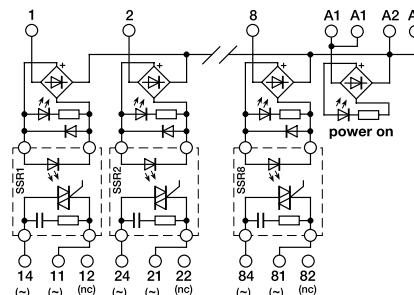 1 2 8 A1 A1 A2 A
+ + + +
power on
SSR1 SSR2 SSR8
14 11 12 24 21 22 84 81 82
(~) (~) (nc) (~) (~) (nc) (~) (~) (nc)